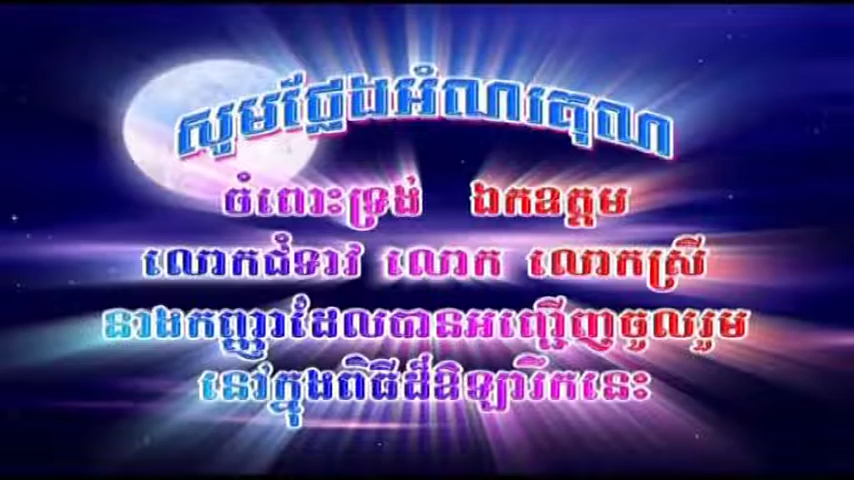 សូមថ្លែងអំណរគុណ
ចំពោះទ្រង់ ឯកឧត្តម
លោកជំទាវ លោក លោកស្រី
នាងកញ្ញាដែលបានអញ្ជើញចូលរួម
នៅក្នុងពិធីដ៏ឱឡារឹកនេះ